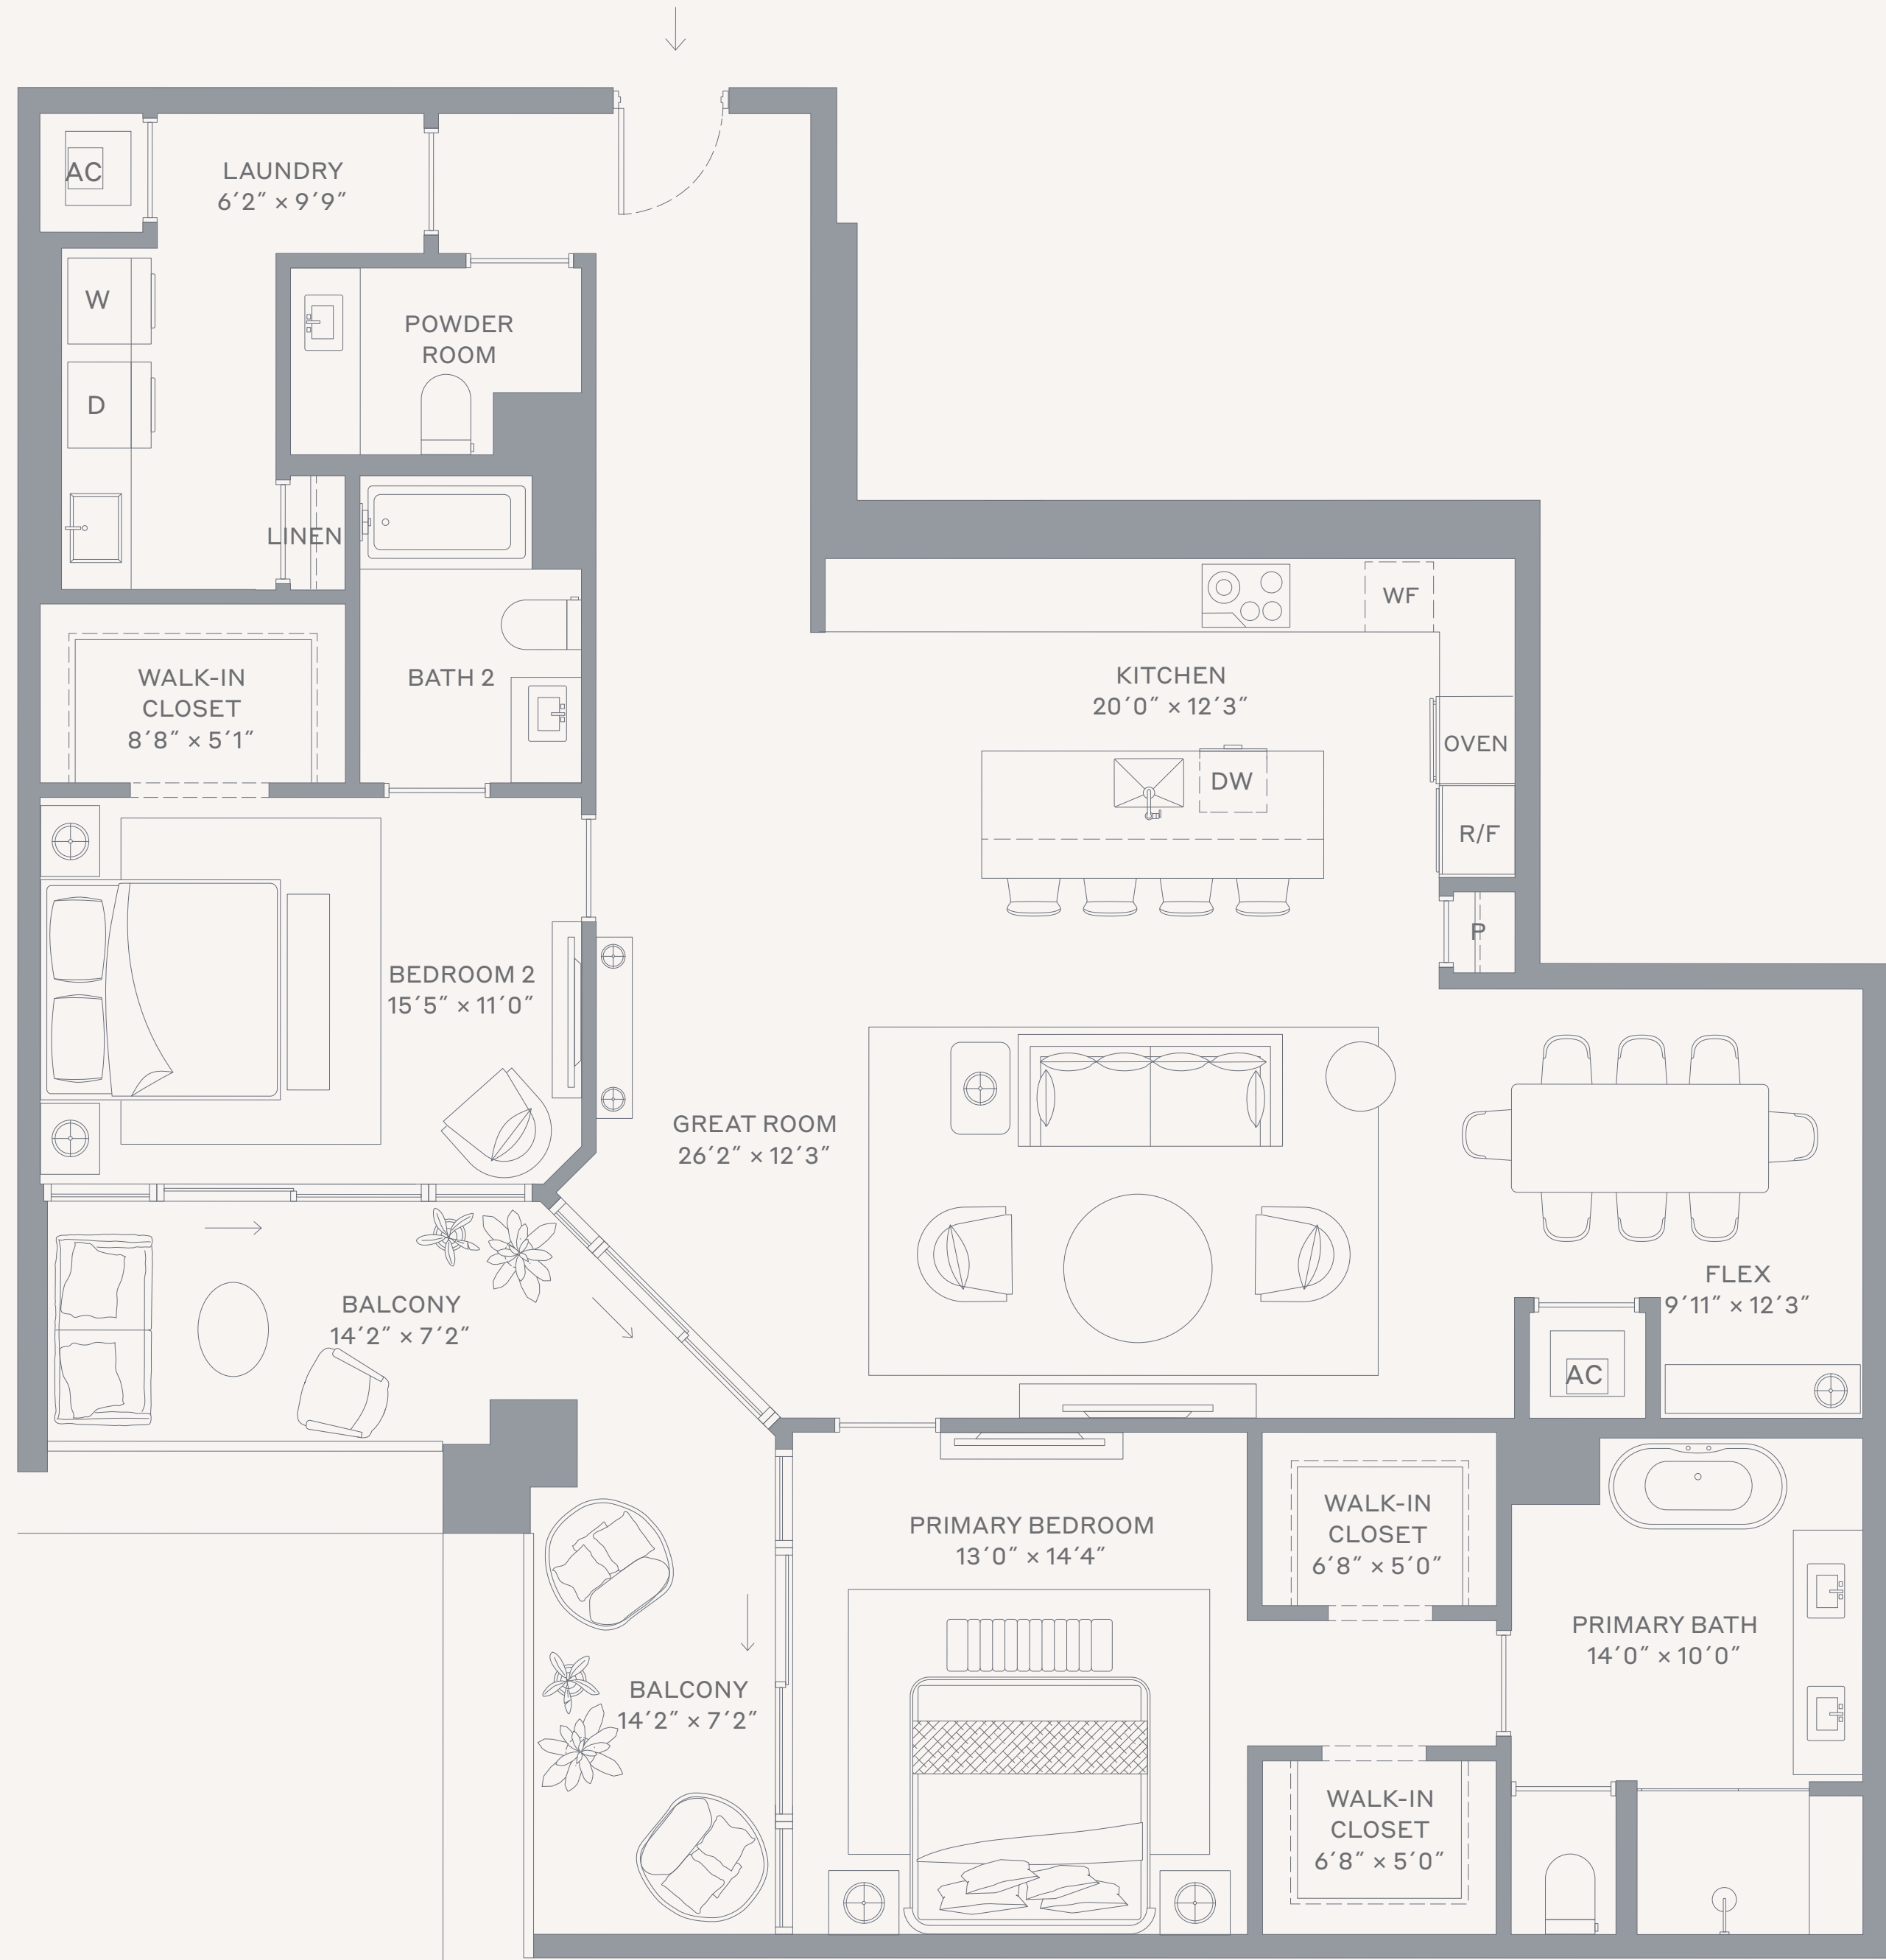 AC
LAUNDRY
6′2″ × 9′9″
W
D
POWDER
ROOM
LINEN
WALK-IN
CLOSET
8′8″ × 5′1″
BATH 2
WF
KITCHEN
20′0″ × 12′3″
OVEN
DW
R/F
P
BEDROOM 2
15′5″ × 11′0″
GREAT ROOM
26′2″ × 12′3″
FLEX
9′11″ × 12′3″
AC
BALCONY
14′2″ × 7′2″
PRIMARY BEDROOM
13′0″ × 14′4″
WALK-IN
CLOSET
6′8″ × 5′0″
PRIMARY BATH
14′0″ × 10′0″
BALCONY
14′2″ × 7′2″
WALK-IN
CLOSET
6′8″ × 5′0″